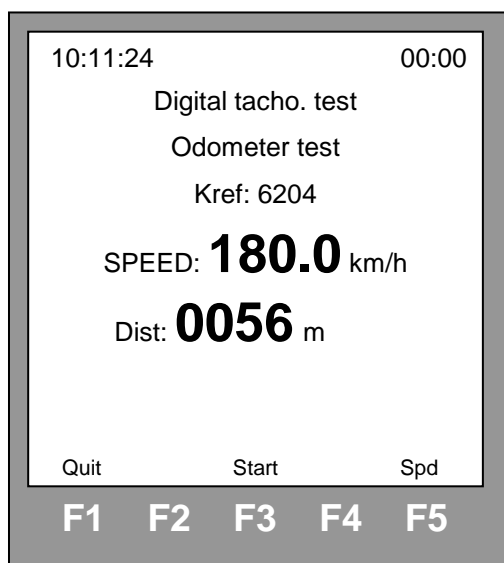 10:11:24 00:00
Digital tacho. test
Odometer test
Kref: 6204
SPEED: 180.0 km/h
Dist: 0056 m
Quit Start Spd
F1 F2 F3 F4 F5